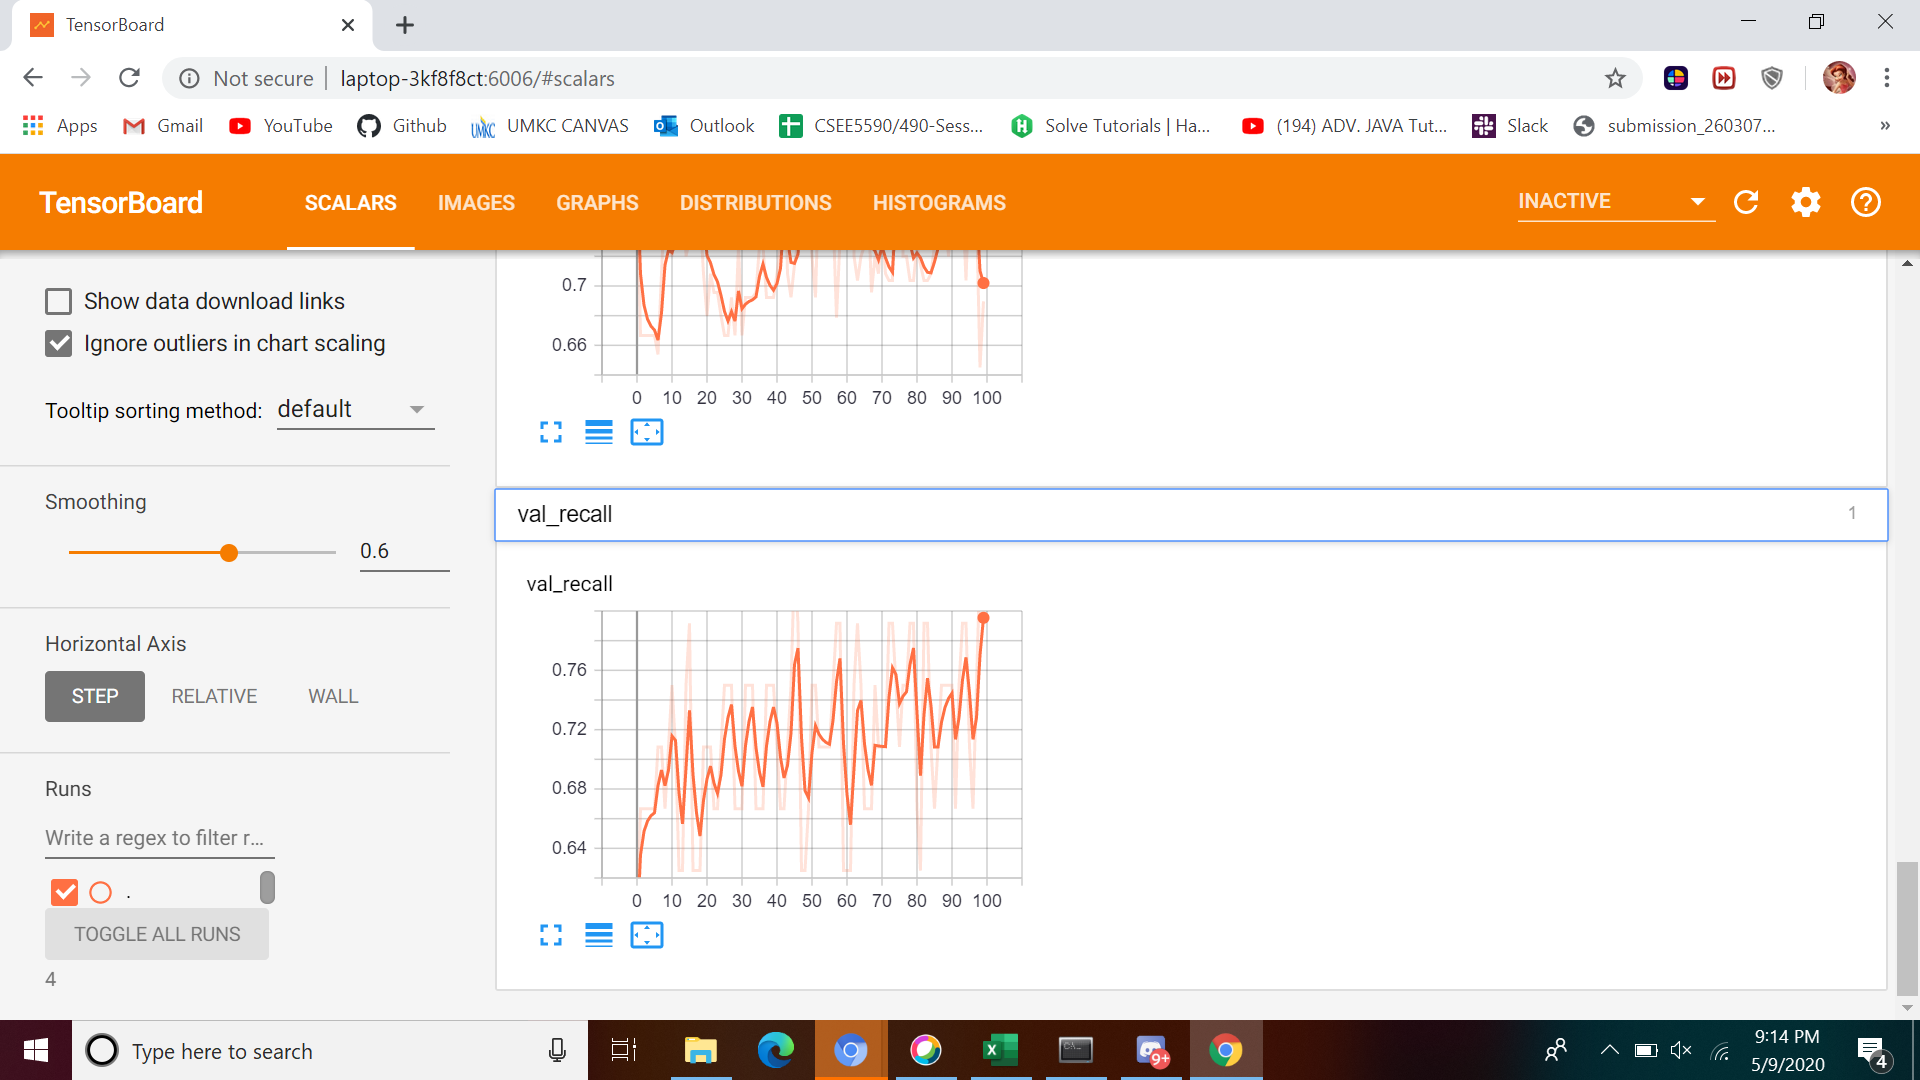 TensorBoard
Not secure | laptop-3kf8f8ct:6006/#scalars
Apps Gmail YouTube Github UMKC CANVAS Outlook CSEE5590/490-Sess... Solve Tutorials | Ha... (194) ADV. JAVA Tut... Slack submission_260307... »
TensorBoard SCALARS IMAGES GRAPHS DISTRIBUTIONS HISTOGRAMS INACTIVE
Show data download links
Ignore outliers in chart scaling
Tooltip sorting method: default
Smoothing
0.6
Horizontal Axis
STEP RELATIVE WALL
Runs
Write a regex to filter r...
.
TOGGLE ALL RUNS
4
0.7
0.66
0 10 20 30 40 50 60 70 80 90 100
val_recall 1
val_recall
0.76
0.72
0.68
0.64
0 10 20 30 40 50 60 70 80 90 100
Type here to search
9+
9:14 PM
5/9/2020
4